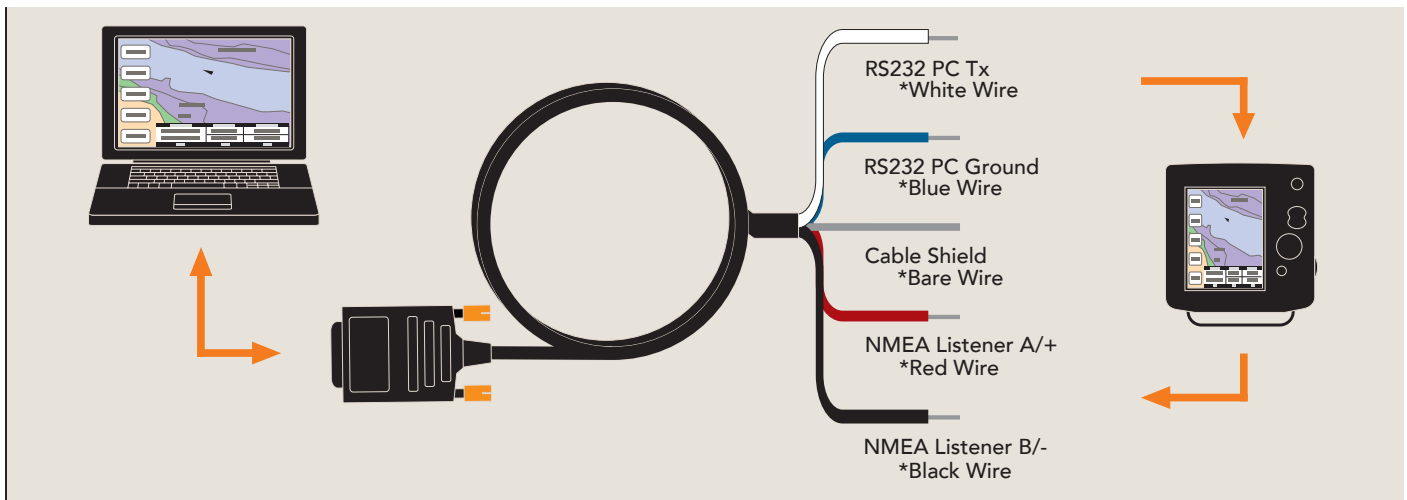 RS232 PC Tx
*White Wire
RS232 PC Ground
*Blue Wire
Cable Shield
*Bare Wire
NMEA Listener A/+
*Red Wire
NMEA Listener B/-
*Black Wire